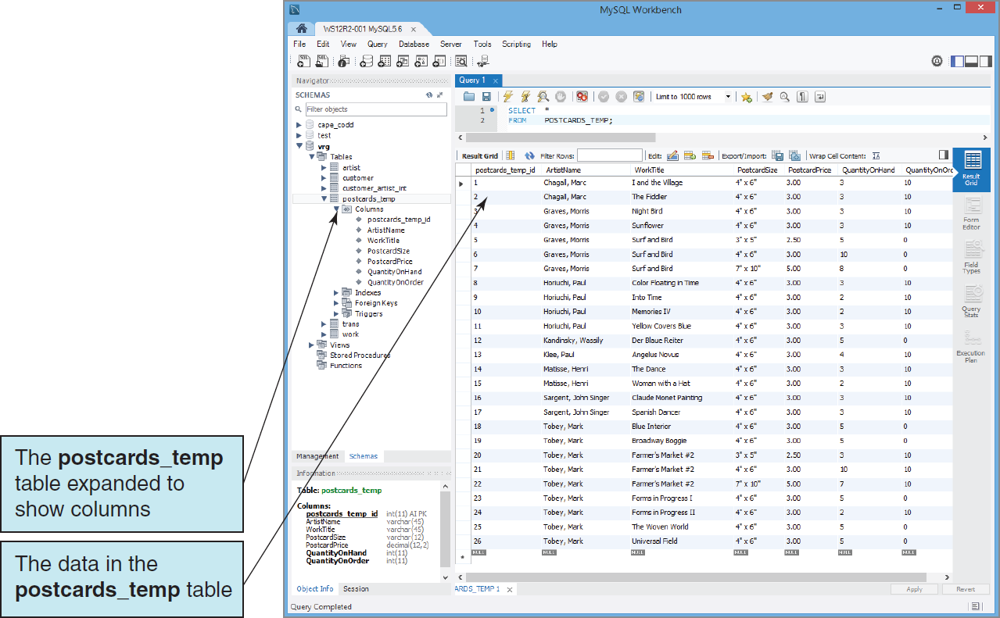 MySQL Workbench
WS12R2-001 MySQL5.6
File Edit View Query Database Server Tools Scripting Help
Navigator
SCHEMAS
Filter objects
cape_codd
test
vrg
Tables
artist
customer
customer_artist_int
postcards_temp
Columns
postcards_temp_id
ArtistName
WorkTitle
PostcardSize
PostcardPrice
QuantityOnHand
QuantityOnOrder
Indexes
Foreign Keys
Triggers
trans
work
Views
Stored Procedures
Functions
Management Schemas
Information
Table: postcards_temp
Columns:
postcards_temp_id int(11) AI PK
ArtistName varchar(45)
WorkTitle varchar(45)
PostcardSize varchar(12)
PostcardPrice decimal(12,2)
QuantityOnHand int(11)
QuantityOnOrder int(11)
Object Info Session
Query Completed
Query 1
Limit to 1000 rows
1 SELECT *
2 FROM POSTCARDS_TEMP;
Result Grid Filter Rows: Edit: Export/Import: Wrap Cell Content:
postcards_temp_id ArtistName WorkTitle PostcardSize PostcardPrice QuantityOnHand QuantityOnOrc
1 Chagall, Marc I and the Village 4" x 6" 3.00 3 10
2 Chagall, Marc The Fiddler 4" x 6" 3.00 3 10
3 Graves, Morris Night Bird 4" x 6" 3.00 3 10
4 Graves, Morris Sunflower 4" x 6" 3.00 3 10
5 Graves, Morris Surf and Bird 3" x 5" 2.50 5 0
6 Graves, Morris Surf and Bird 4" x 6" 3.00 10 0
7 Graves, Morris Surf and Bird 7" x 10" 5.00 8 0
8 Horiuchi, Paul Color Floating in Time 4" x 6" 3.00 3 10
9 Horiuchi, Paul Into Time 4" x 6" 3.00 2 10
10 Horiuchi, Paul Memories IV 4" x 6" 3.00 2 10
11 Horiuchi, Paul Yellow Covers Blue 4" x 6" 3.00 3 10
12 Kandinsky, Wassily Der Blaue Reiter 4" x 6" 3.00 5 0
13 Klee, Paul Angelus Novus 4" x 6" 3.00 4 10
14 Matisse, Henri The Dance 4" x 6" 3.00 3 10
15 Matisse, Henri Woman with a Hat 4" x 6" 3.00 2 10
16 Sargent, John Singer Claude Monet Painting 4" x 6" 3.00 3 10
17 Sargent, John Singer Spanish Dancer 4" x 6" 3.00 3 10
18 Tobey, Mark Blue Interior 4" x 6" 3.00 5 0
19 Tobey, Mark Broadway Boggie 4" x 6" 3.00 5 0
20 Tobey, Mark Farmer's Market #2 3" x 5" 2.50 3 10
21 Tobey, Mark Farmer's Market #2 4" x 6" 3.00 10 10
22 Tobey, Mark Farmer's Market #2 7" x 10" 5.00 7 10
23 Tobey, Mark Forms in Progress I 4" x 6" 3.00 5 0
24 Tobey, Mark Forms in Progress II 4" x 6" 3.00 2 10
25 Tobey, Mark The Woven World 4" x 6" 3.00 5 0
26 Tobey, Mark Universal Field 4" x 6" 3.00 5 0
NULL NULL NULL NULL NULL NULL NULL
Result
Grid
Form
Editor
Field
Types
Query
Stats
Execution
Plan
ARDS_TEMP 1
Apply Revert
The postcards_temp
table expanded to
show columns
The data in the
postcards_temp table